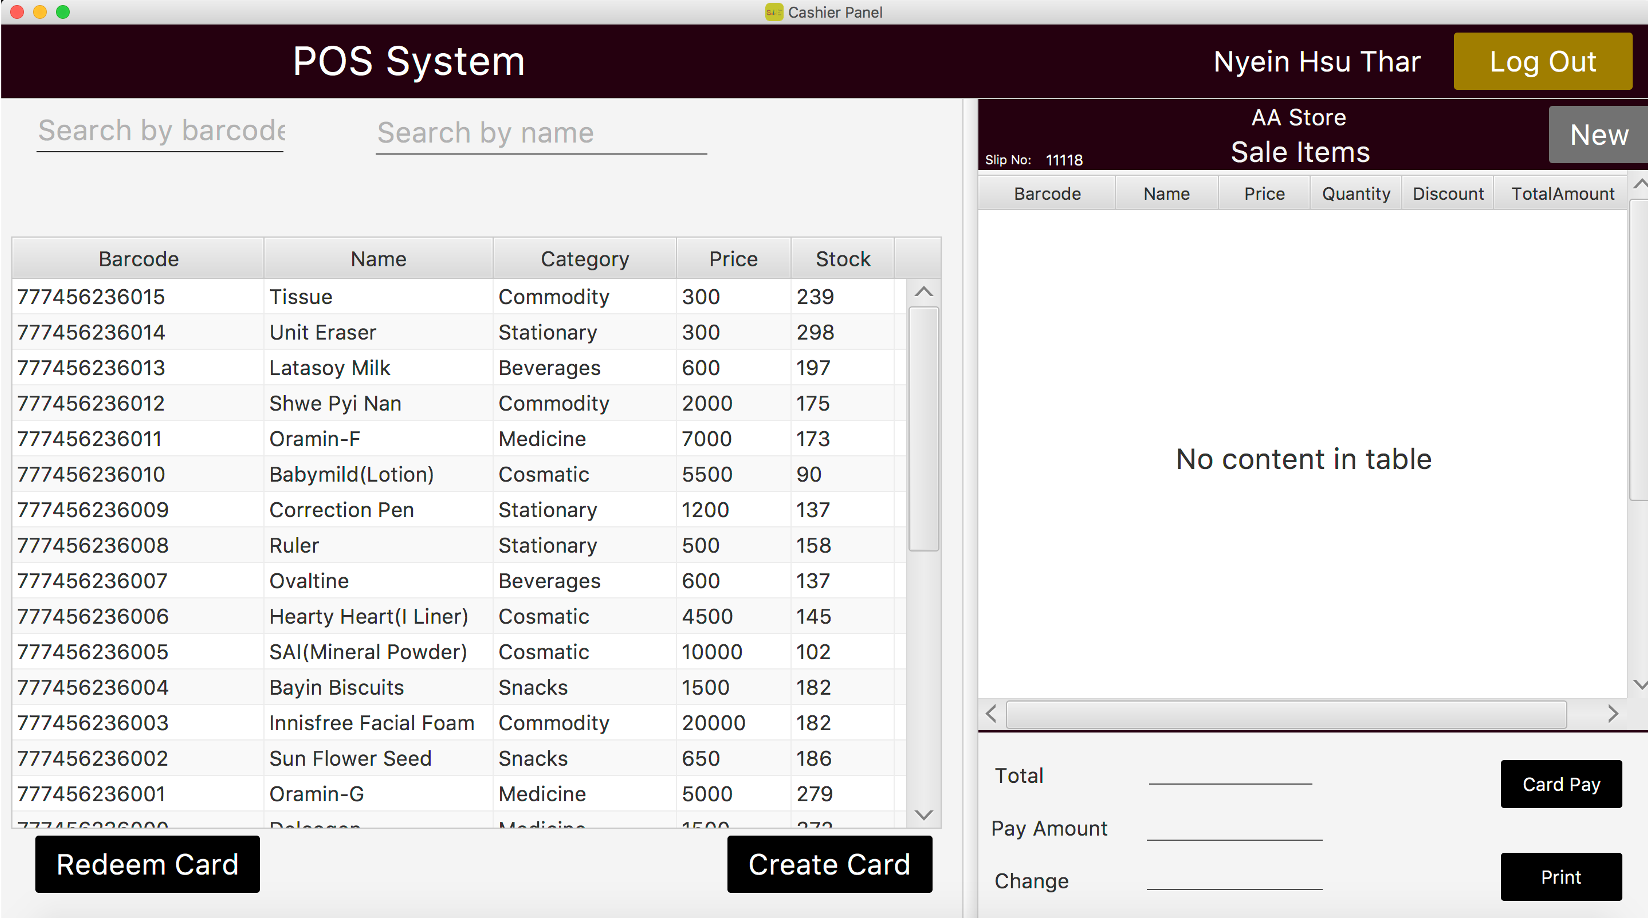 Cashier Panel
POS System
Nyein Hsu Thar
Log Out
Search by barcode
Search by name
Barcode Name Category Price Stock
777456236015 Tissue Commodity 300 239
777456236014 Unit Eraser Stationary 300 298
777456236013 Latasoy Milk Beverages 600 197
777456236012 Shwe Pyi Nan Commodity 2000 175
777456236011 Oramin-F Medicine 7000 173
777456236010 Babymild(Lotion) Cosmatic 5500 90
777456236009 Correction Pen Stationary 1200 137
777456236008 Ruler Stationary 500 158
777456236007 Ovaltine Beverages 600 137
777456236006 Hearty Heart(I Liner) Cosmatic 4500 145
777456236005 SAI(Mineral Powder) Cosmatic 10000 102
777456236004 Bayin Biscuits Snacks 1500 182
777456236003 Innisfree Facial Foam Commodity 20000 182
777456236002 Sun Flower Seed Snacks 650 186
777456236001 Oramin-G Medicine 5000 279
Redeem Card
Create Card
AA Store
Sale Items
Slip No: 11118
New
Barcode Name Price Quantity Discount TotalAmount
No content in table
Total
Card Pay
Pay Amount
Change
Print